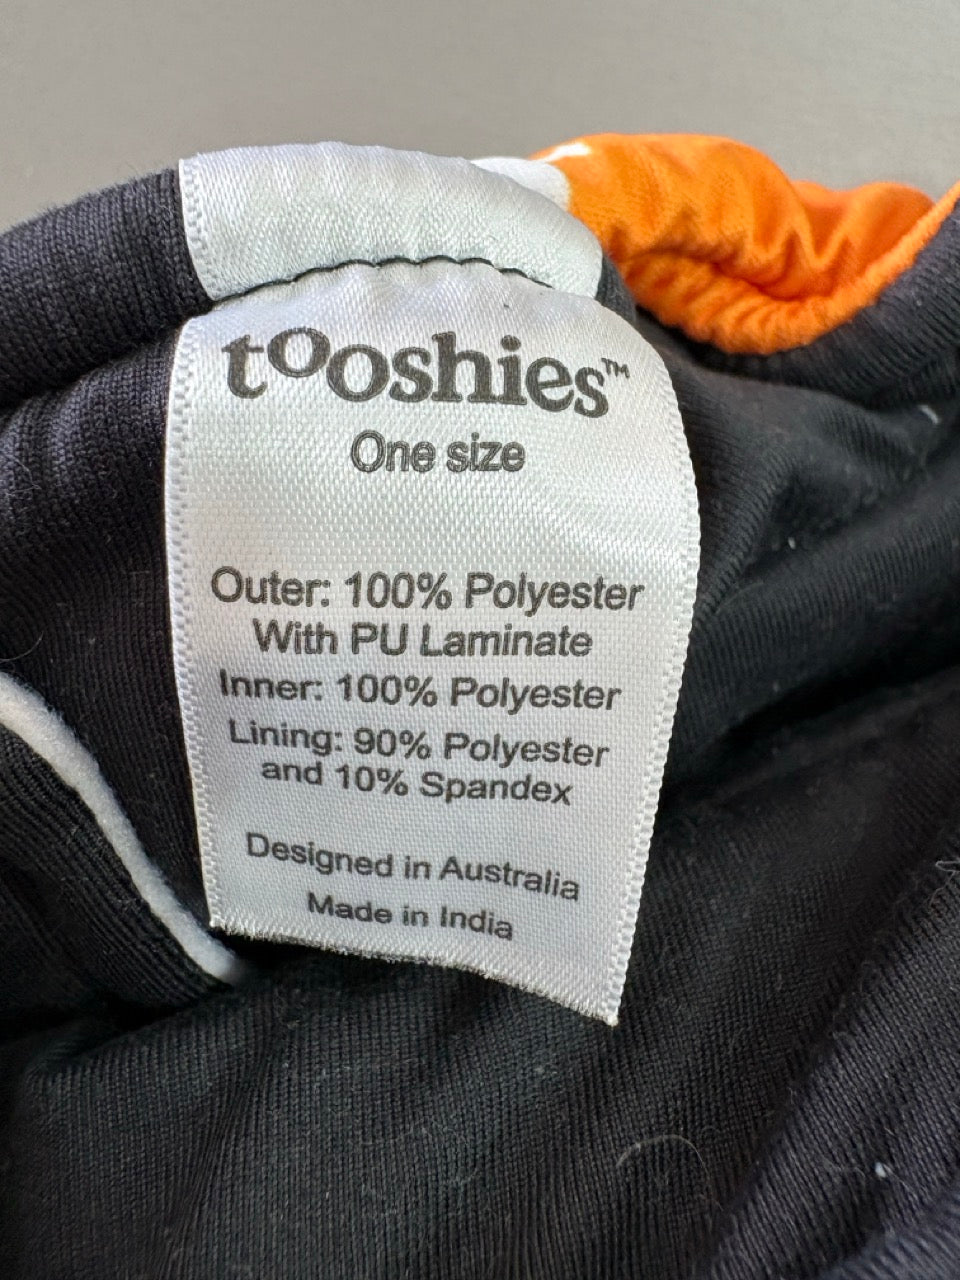 tooshies™
One size
Outer: 100% Polyester
With PU Laminate
Inner: 100% Polyester
Lining: 90% Polyester
and 10% Spandex
Designed in Australia
Made in India